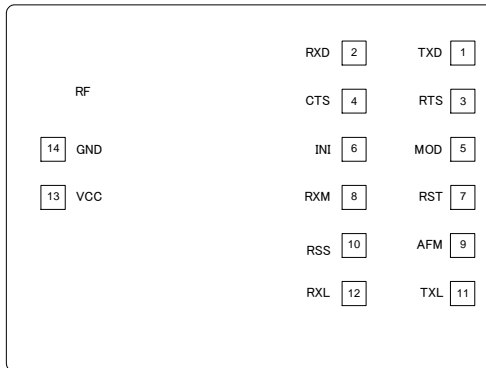 RXD 2 TXD 1
RF
CTS 4 RTS 3
14 GND INI 6 MOD 5
13 VCC RXM 8 RST 7
RSS 10 AFM 9
RXL 12 TXL 11